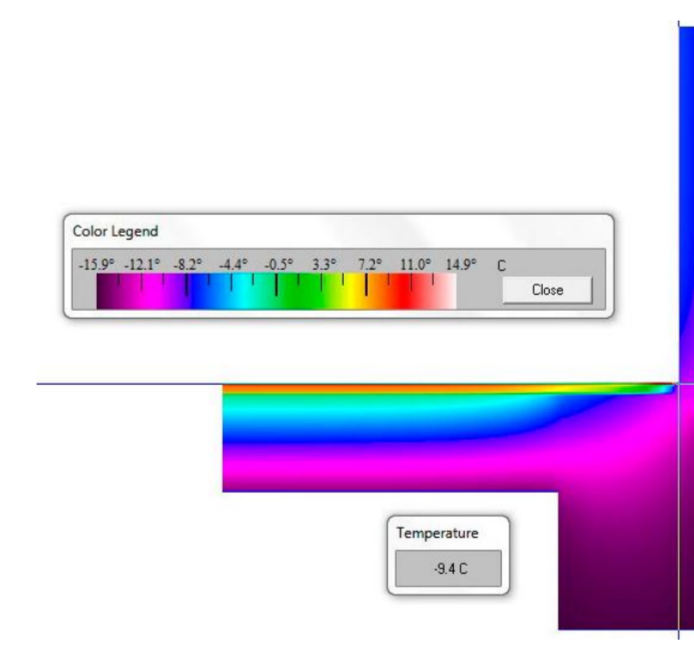 Color Legend
-15.9° -12.1° -8.2° -4.4° -0.5° 3.3° 7.2° 11.0° 14.9° C
Close
Temperature
-9.4 C